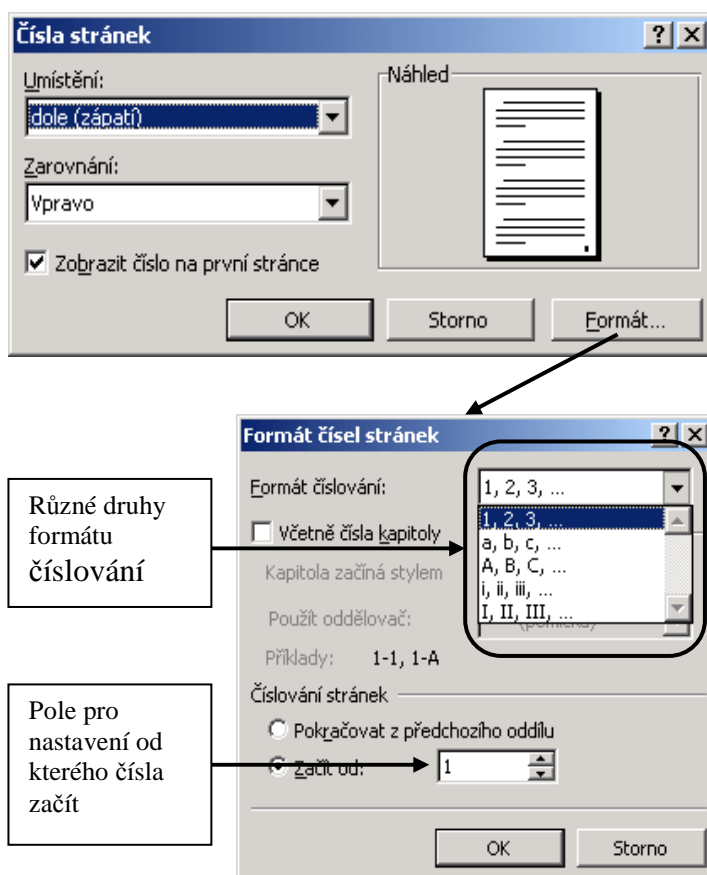 Čísla stránek
Umístění:
dole (zápatí)
Zarovnání:
Vpravo
Zobrazit číslo na první stránce
Náhled
OK
Storno
Formát...
Formát čísel stránek
Formát číslování:
1, 2, 3, ...
1, 2, 3, ...
a, b, c, ...
A, B, C, ...
i, ii, iii, ...
I, II, III, ...
Včetně čísla kapitoly
Kapitola začíná stylem
Použít oddělovač:
(pomlčka)
Příklady: 1-1, 1-A
Číslování stránek
Pokračovat z předchozího oddílu
Začít od:
1
OK
Storno
Různé druhy
formátu
číslování
Pole pro
nastavení od
kterého čísla
začít